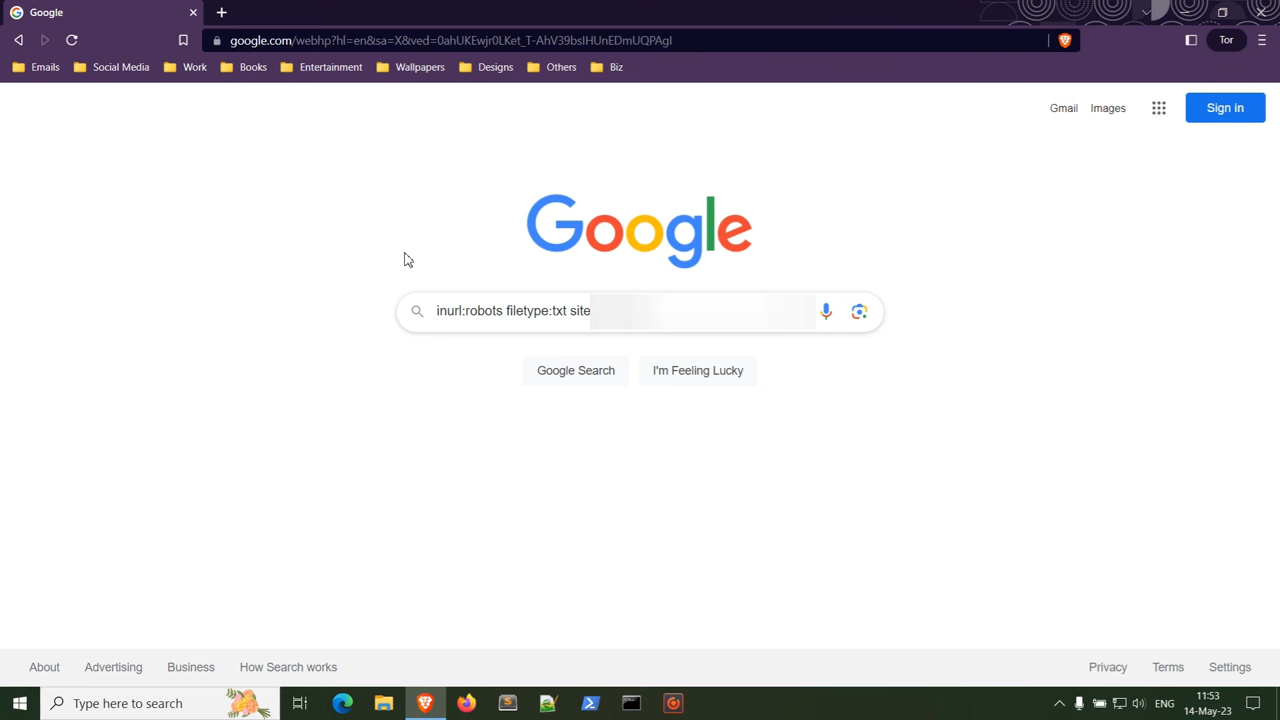 Google
google.com/webhp?hl=en&sa=X&ved=0ahUKEwjr0LKet_T-AhV39bsIHUnEDmUQPAgI
Tor
Emails Social Media Work Books Entertainment Wallpapers Designs Others Biz
Gmail Images Sign in
Google
inurl:robots filetype:txt site
Google Search I'm Feeling Lucky
About Advertising Business How Search works Privacy Terms Settings
Type here to search
ENG
11:53
14-May-23